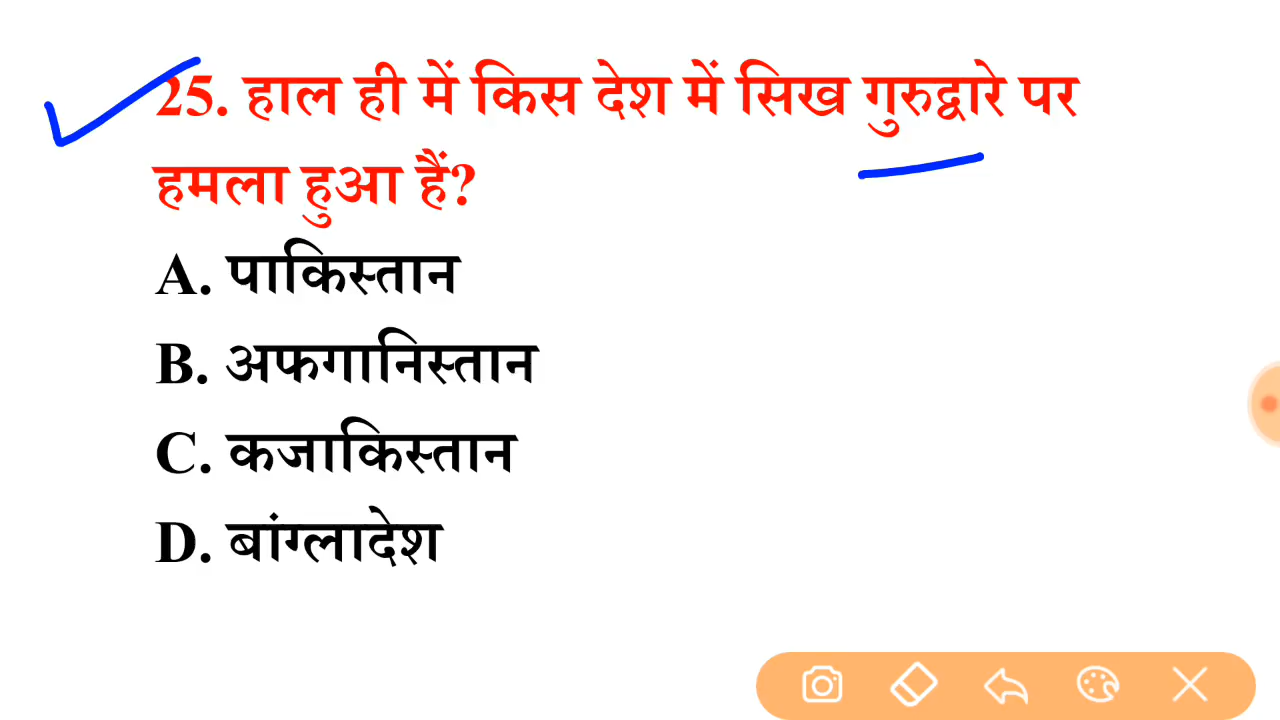 25. हाल ही में किस देश में सिख गुरुद्वारे पर
हमला हुआ हैं?
A. पाकिस्तान
B. अफगानिस्तान
C. कजाकिस्तान
D. बांग्लादेश